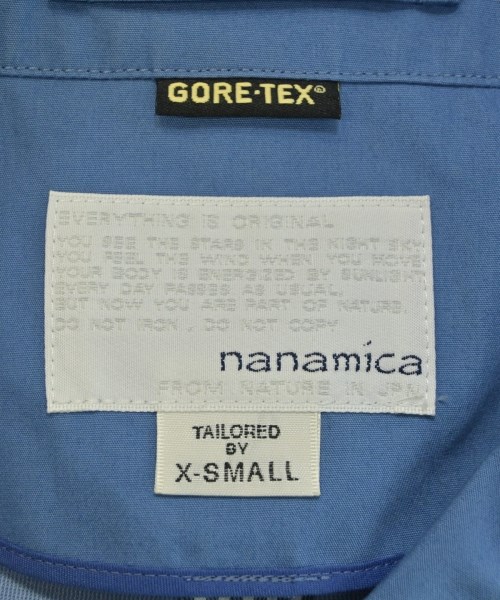 GORE-TEX®
EVERYTHING IS ORIGINAL
YOU SEE THE STARS IN THE NIGHT SKY.
YOU FEEL THE WIND WHEN YOU MOVE.
YOUR BODY IS ENERGIZED BY SUNLIGHT.
EVERY DAY PASSES AS USUAL,
BUT NOW YOU ARE PART OF NATURE.
DO NOT IRON, DO NOT COPY
nanamica
FROM NATURE IN JPN
TAILORED
BY
X-SMALL